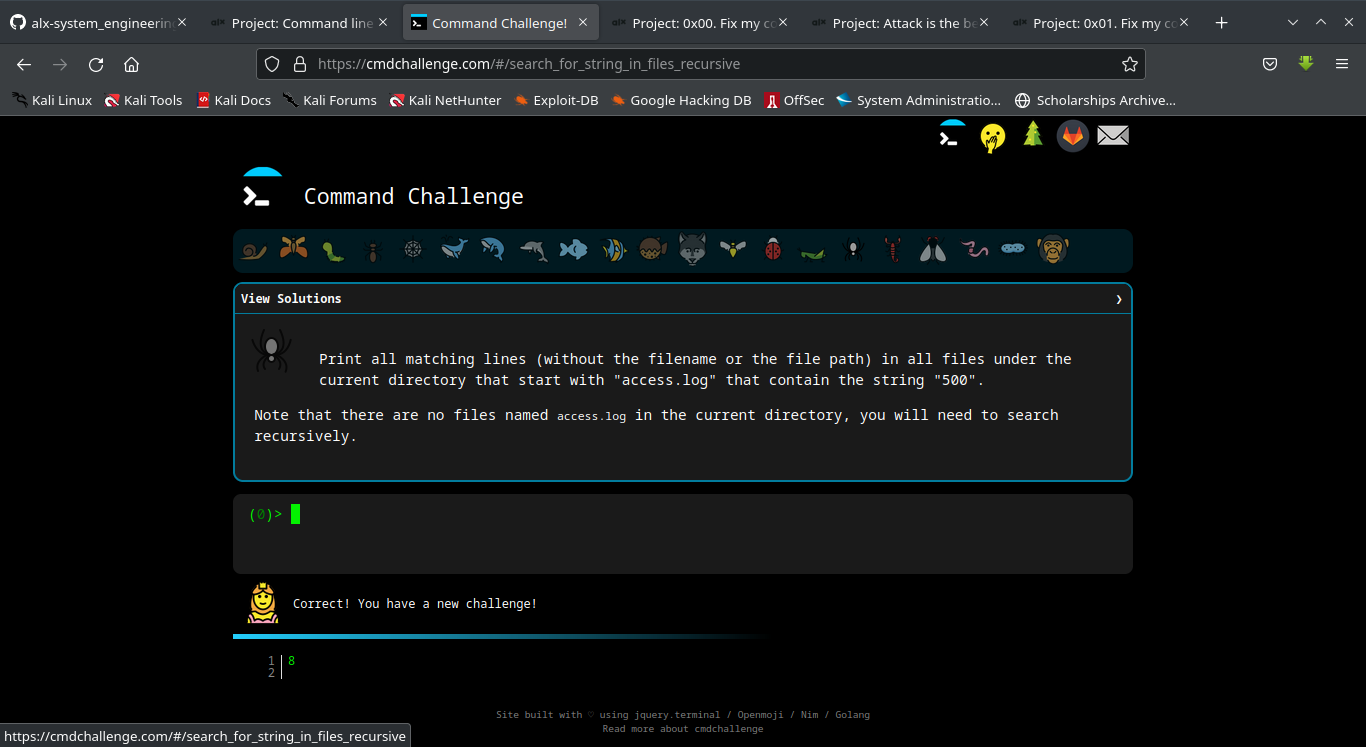 alx-system_engineerin
Project: Command line
Command Challenge!
Project: 0x00. Fix my co
Project: Attack is the be
Project: 0x01. Fix my co
https://cmdchallenge.com/#/search_for_string_in_files_recursive
Kali Linux
Kali Tools
Kali Docs
Kali Forums
Kali NetHunter
Exploit-DB
Google Hacking DB
OffSec
System Administratio...
Scholarships Archive...
Command Challenge
View Solutions
Print all matching lines (without the filename or the file path) in all files under the
current directory that start with "access.log" that contain the string "500".
Note that there are no files named access.log in the current directory, you will need to search
recursively.
(0)>
Correct! You have a new challenge!
1 8
2
Site built with ♡ using jquery.terminal / Openmoji / Nim / Golang
Read more about cmdchallenge
https://cmdchallenge.com/#/search_for_string_in_files_recursive